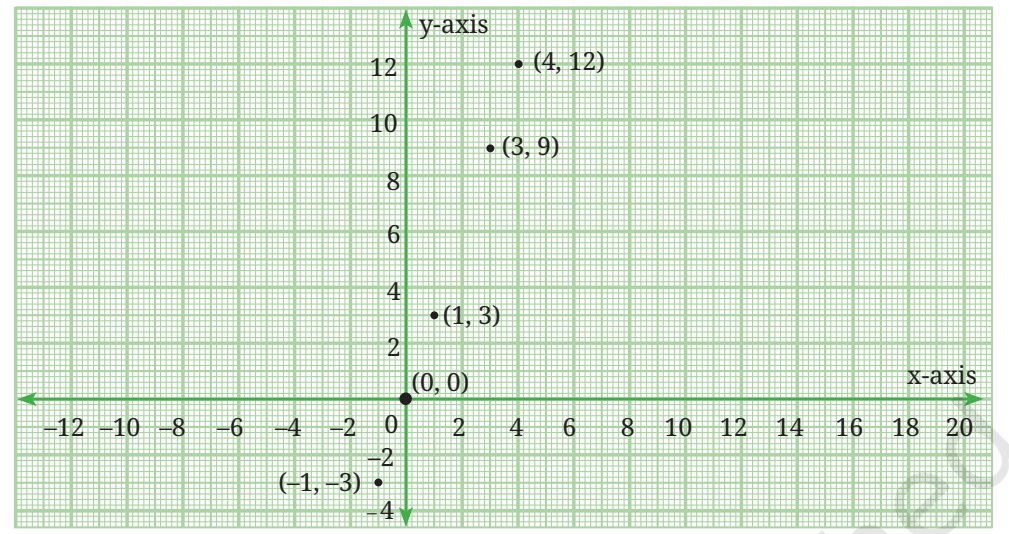 y-axis
12 (4, 12)
10
(3, 9)
8
6
4
(1, 3)
2
(0, 0)
x-axis
–12 –10 –8 –6 –4 –2 0 2 4 6 8 10 12 14 16 18 20
–2
(–1, –3)
–4